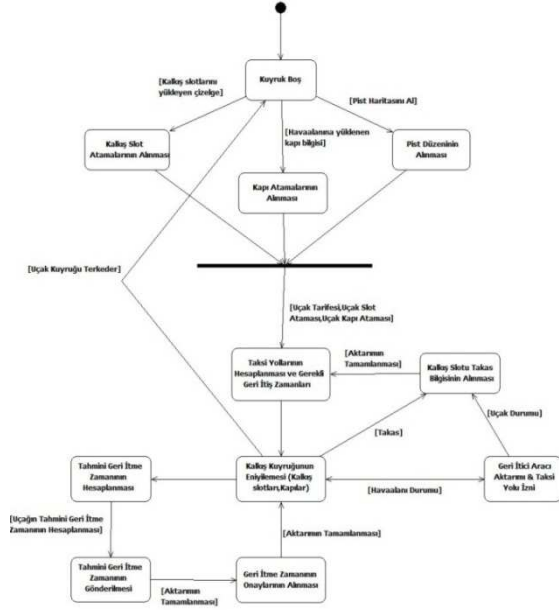 Kuyruk Boş
[Kalkış slotlarını
yükleyen çizelge]
[Pist Haritasını Al]
[Havaalanına yüklenen
kapı bilgisi]
Kalkış Slot
Atamalarının Alınması
Pist Düzeninin
Alınması
Kapı Atamalarının
Alınması
[Uçak Kuyruğu Terkeder]
[Uçak Tarifesi,Uçak Slot
Ataması,Uçak Kapı Ataması]
Taksi Yollarının
Hesaplanması ve Gerekli
Geri İtiş Zamanları
[Aktarımın
Tamamlanması]
Kalkış Slotu Takas
Bilgisinin Alınması
[Takas]
[Uçak Durumu]
Tahmini Geri İtme
Zamanının
Hesaplanması
Kalkış Kuyruğunun
Eniyilemesi (Kalkış
slotları,Kapılar)
Geri İtici Aracı
Aktarımı & Taksi
Yolu İzni
[Havaalanı Durumu]
[Uçağın Tahmini Geri İtme
Zamanının Hesaplanması]
[Aktarımın Tamamlanması]
Tahmini Geri İtme
Zamanının
Gönderilmesi
[Aktarımın
Tamamlanması]
Geri İtme Zamanının
Onaylarının Alınması